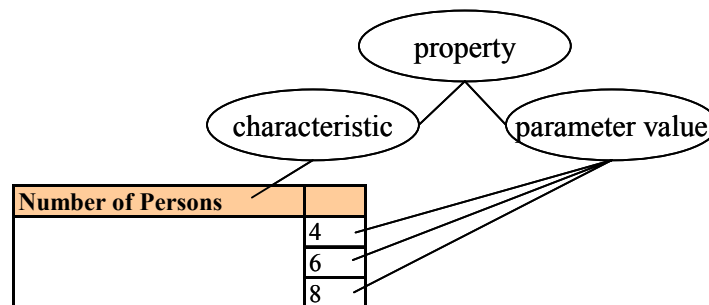 property
characteristic
parameter value
Number of Persons
4
6
8